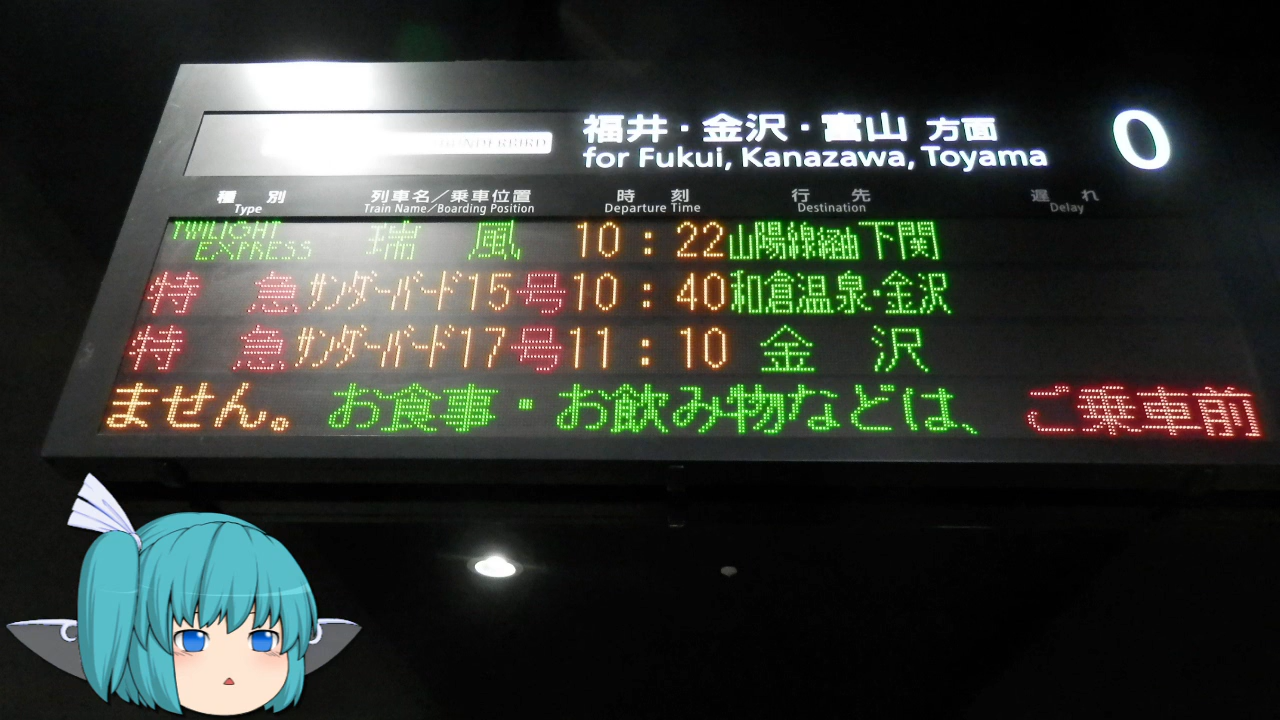 THUNDERBIRD
福井・金沢・富山 方面
for Fukui, Kanazawa, Toyama
0
種 別 列車名/乗車位置 時 刻 行 先 遅 れ
Type Train Name/Boarding Position Departure Time Destination Delay
TWILIGHT EXPRESS 瑞 風 10:22 山陽線経由下関
特 急 サンダーバード15号 10:40 和倉温泉・金沢
特 急 サンダーバード17号 11:10 金 沢
ません。 お食事・お飲み物などは、 ご乗車前